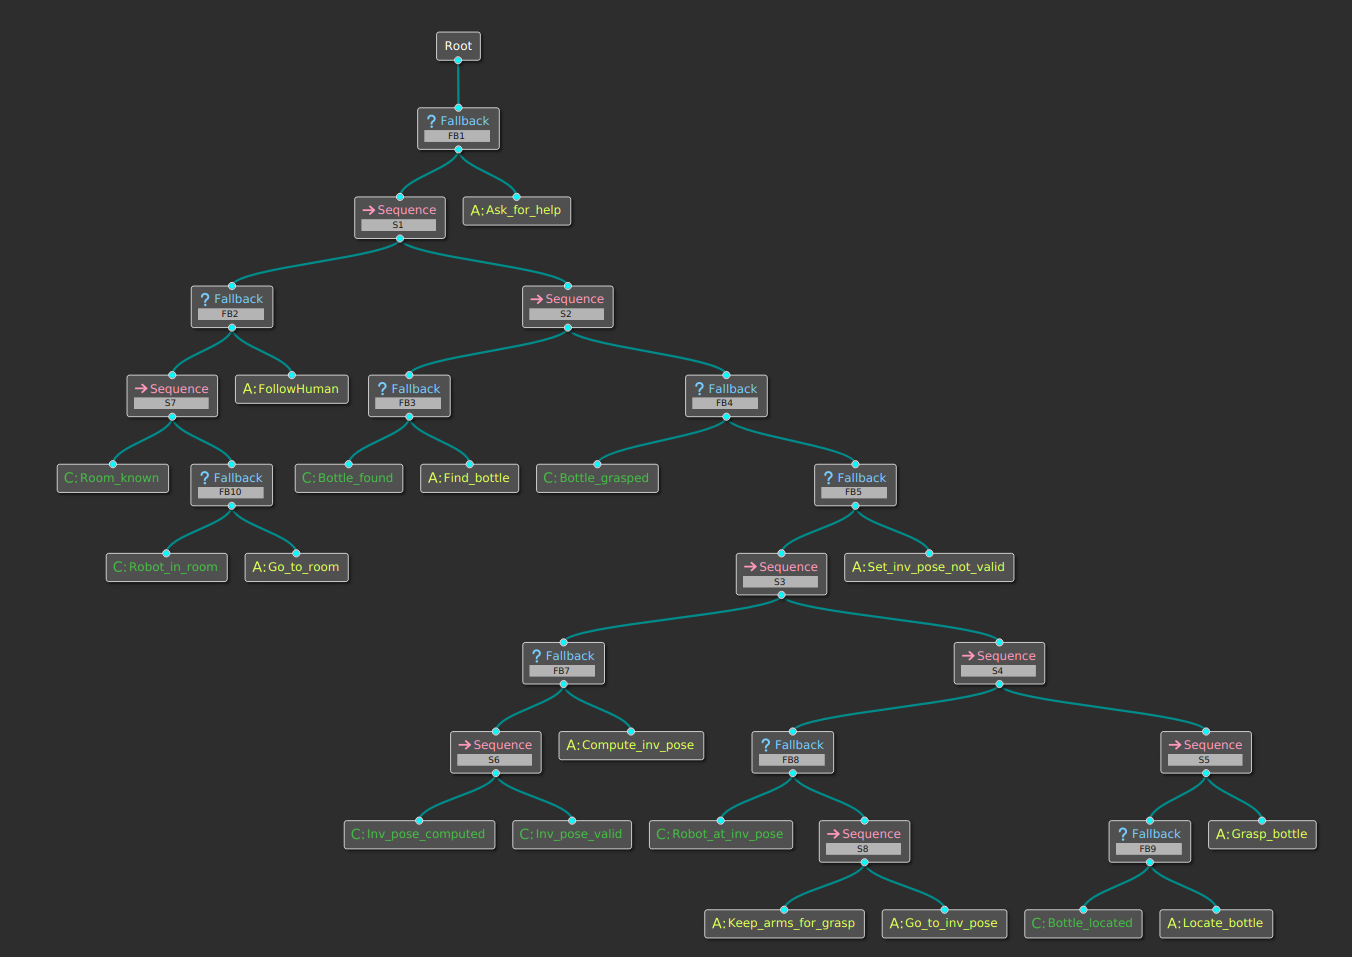 Root
? Fallback
FB1
→ Sequence
S1
A: Ask_for_help
? Fallback
FB2
→ Sequence
S2
→ Sequence
S7
A: FollowHuman
? Fallback
FB3
? Fallback
FB4
C: Room_known
? Fallback
FB10
C: Bottle_found
A: Find_bottle
C: Bottle_grasped
? Fallback
FB5
C: Robot_in_room
A: Go_to_room
→ Sequence
S3
A: Set_inv_pose_not_valid
? Fallback
FB7
→ Sequence
S4
→ Sequence
S6
A: Compute_inv_pose
? Fallback
FB8
→ Sequence
S5
C: Inv_pose_computed
C: Inv_pose_valid
C: Robot_at_inv_pose
→ Sequence
S8
? Fallback
FB9
A: Grasp_bottle
A: Keep_arms_for_grasp
A: Go_to_inv_pose
C: Bottle_located
A: Locate_bottle